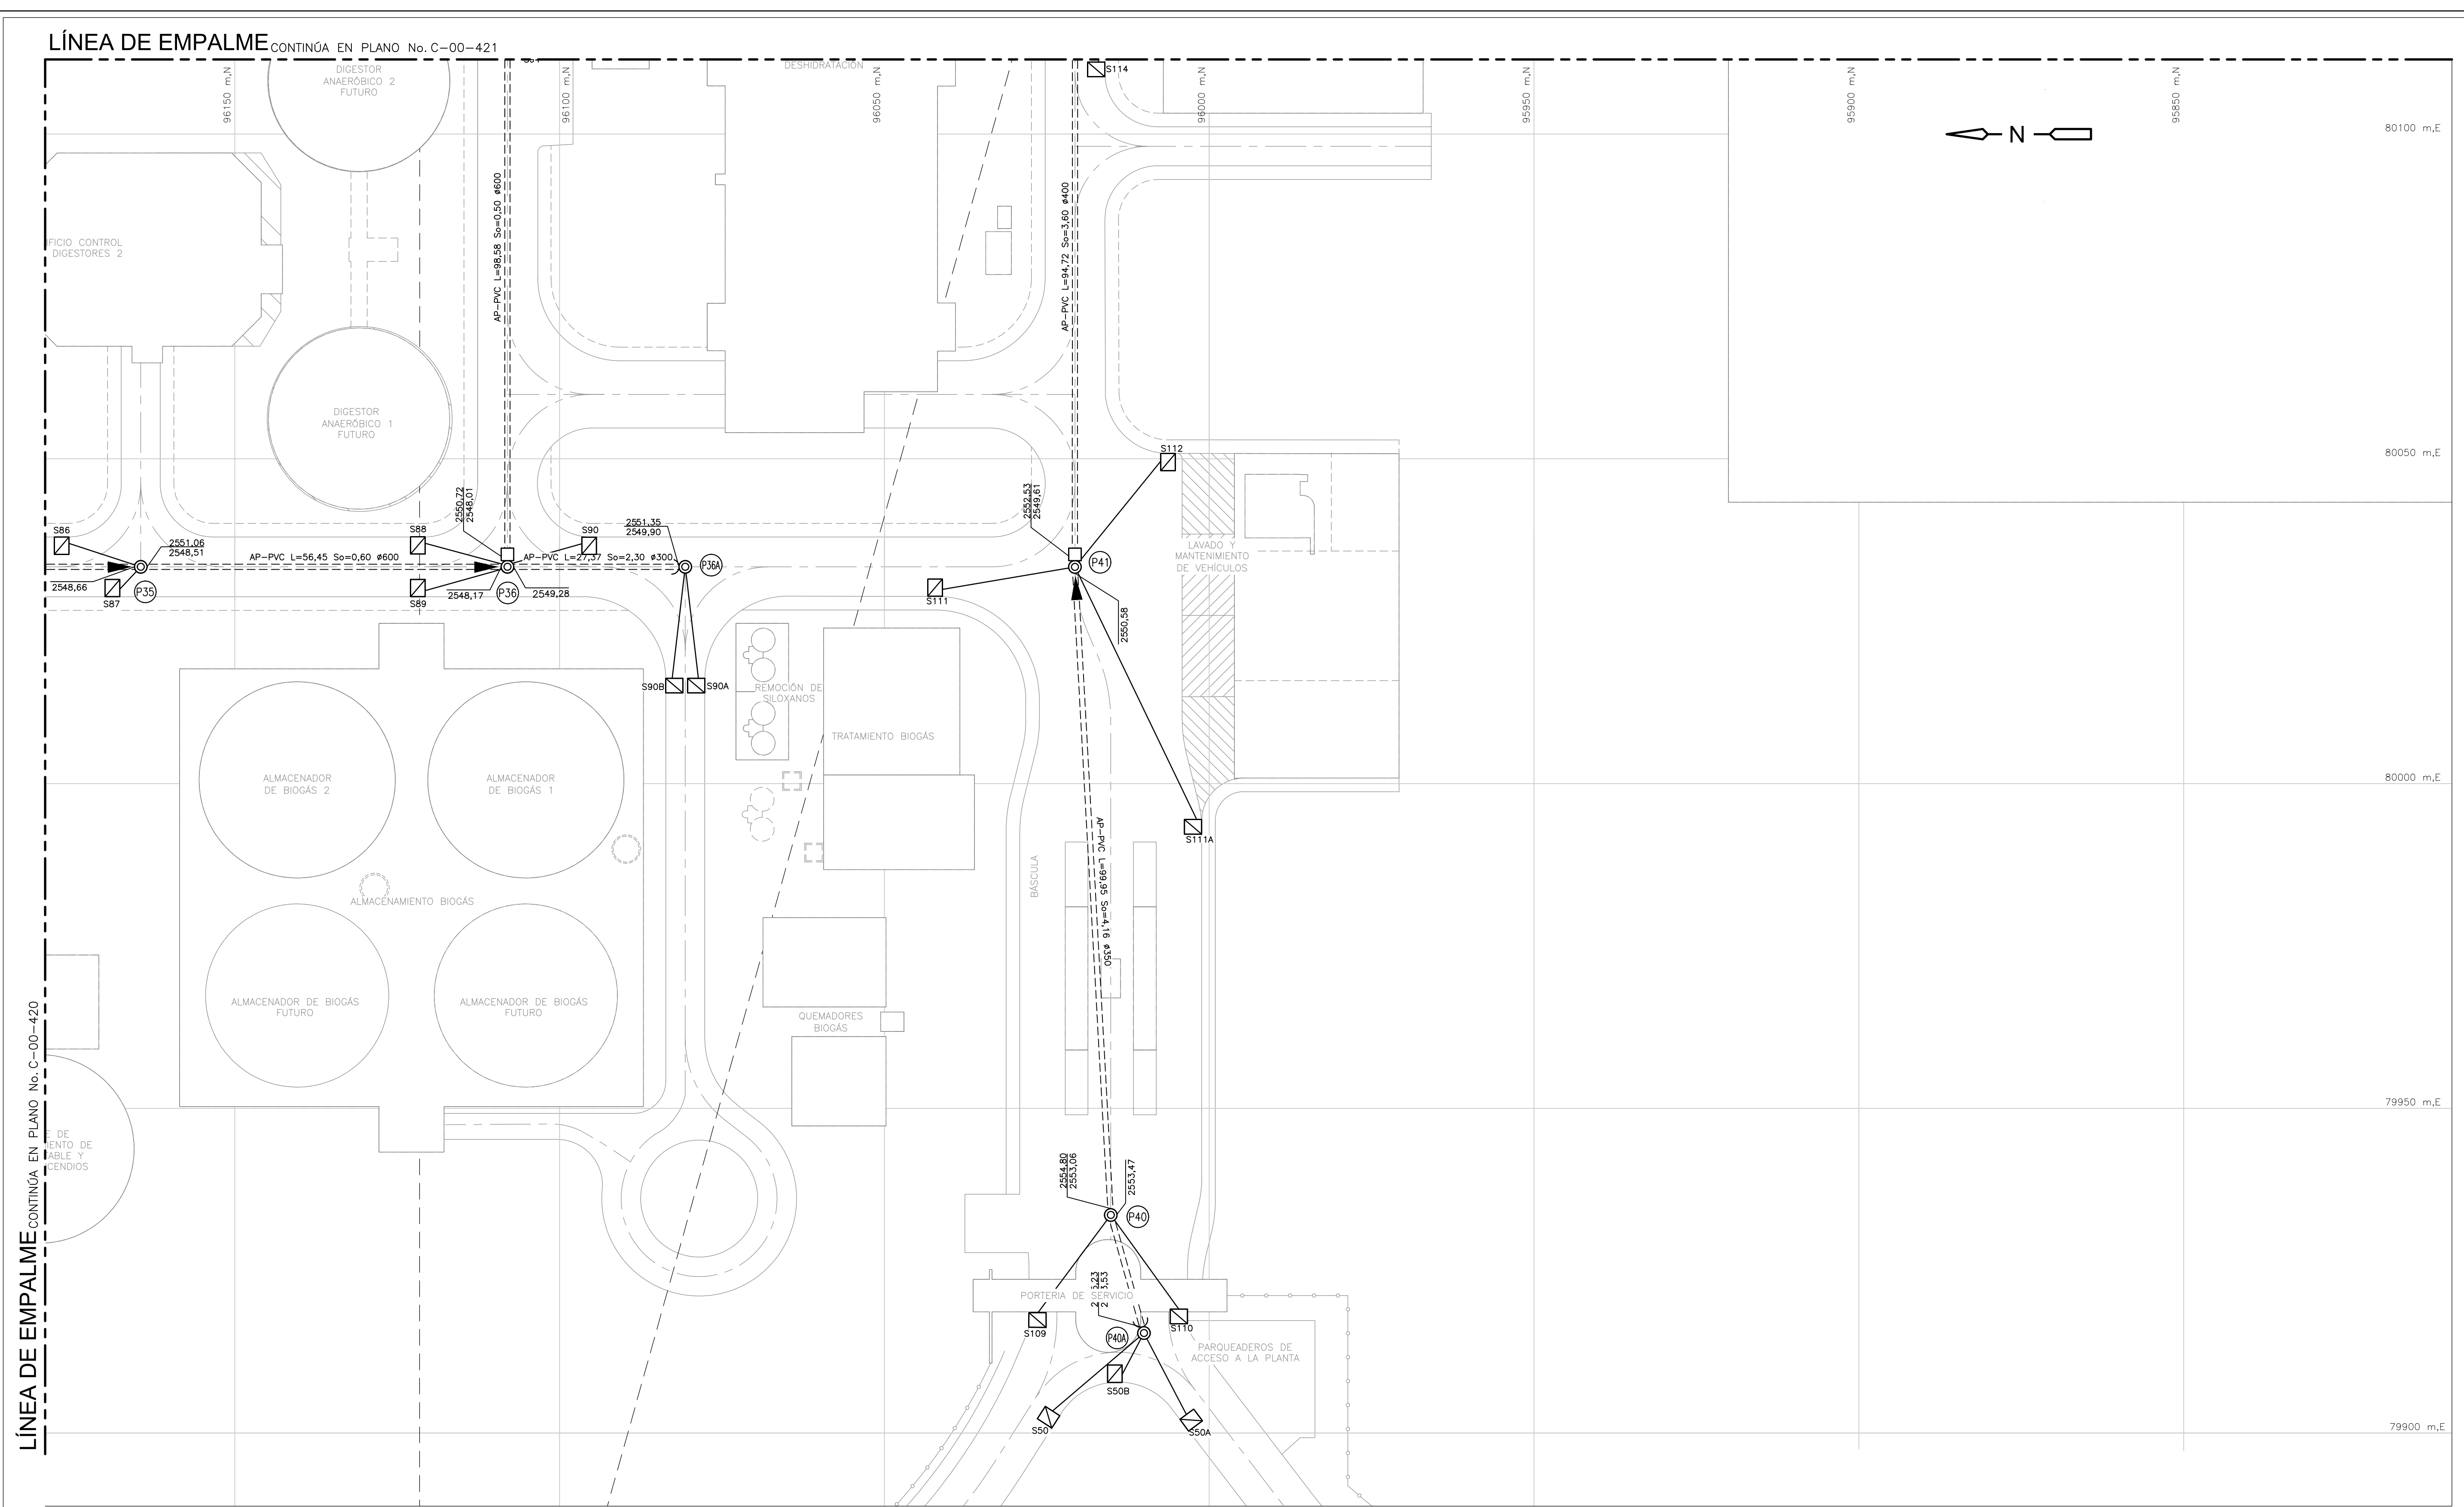 LÍNEA DE EMPALME CONTINÚA EN PLANO No. C-00-421
96150 m,N
96100 m,N
96050 m,N
96000 m,N
95950 m,N
95900 m,N
95850 m,N
DIGESTOR
ANAERÓBICO 2
FUTURO
DESHIDRATACIÓN
S114
N
80100 m,E
FICIO CONTROL
DIGESTORES 2
AP-PVC L=98,58 So=0,50 ø600
AP-PVC L=94,72 So=3,60 ø400
DIGESTOR
ANAERÓBICO 1
FUTURO
80050 m,E
S112
S86
S88
S90
2550,72
2548,01
2551,35
2549,90
2552,53
2549,61
2551,06
2548,51
AP-PVC L=56,45 So=0,60 ø600
AP-PVC L=27,37 So=2,30 ø300
P36A
P41
LAVADO Y
MANTENIMIENTO
DE VEHÍCULOS
2548,66
S87
P35
S89
2548,17
P36
2549,28
S111
2550,58
S90B
S90A
REMOCIÓN DE
SILOXANOS
TRATAMIENTO BIOGÁS
ALMACENADOR
DE BIOGÁS 2
ALMACENADOR
DE BIOGÁS 1
80000 m,E
S111A
AP-PVC L=99,95 So=4,16 ø350
BÁSCULA
ALMACENAMIENTO BIOGÁS
ALMACENADOR DE BIOGÁS
FUTURO
ALMACENADOR DE BIOGÁS
FUTURO
QUEMADORES
BIOGÁS
79950 m,E
E DE
IENTO DE
ABLE Y
CENDIOS
2554,80
2553,06
2553,47
P40
PORTERIA DE SERVICIO
S109
P40A
S110
PARQUEADEROS DE
ACCESO A LA PLANTA
S50B
S50
S50A
79900 m,E
LÍNEA DE EMPALME CONTINÚA EN PLANO No. C-00-420